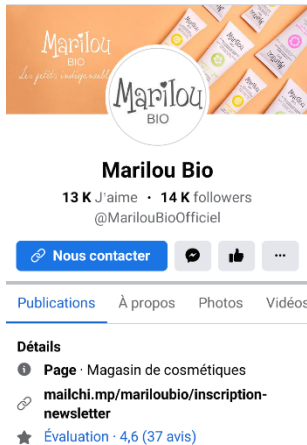 Marilou
BIO
Les petits indispensables
Marilou
BIO
Marilou Bio
13 K J'aime · 14 K followers
@MarilouBioOfficiel
Nous contacter
Publications À propos Photos Vidéos
Détails
Page · Magasin de cosmétiques
mailchi.mp/mariloubio/inscription-
newsletter
Évaluation · 4,6 (37 avis)